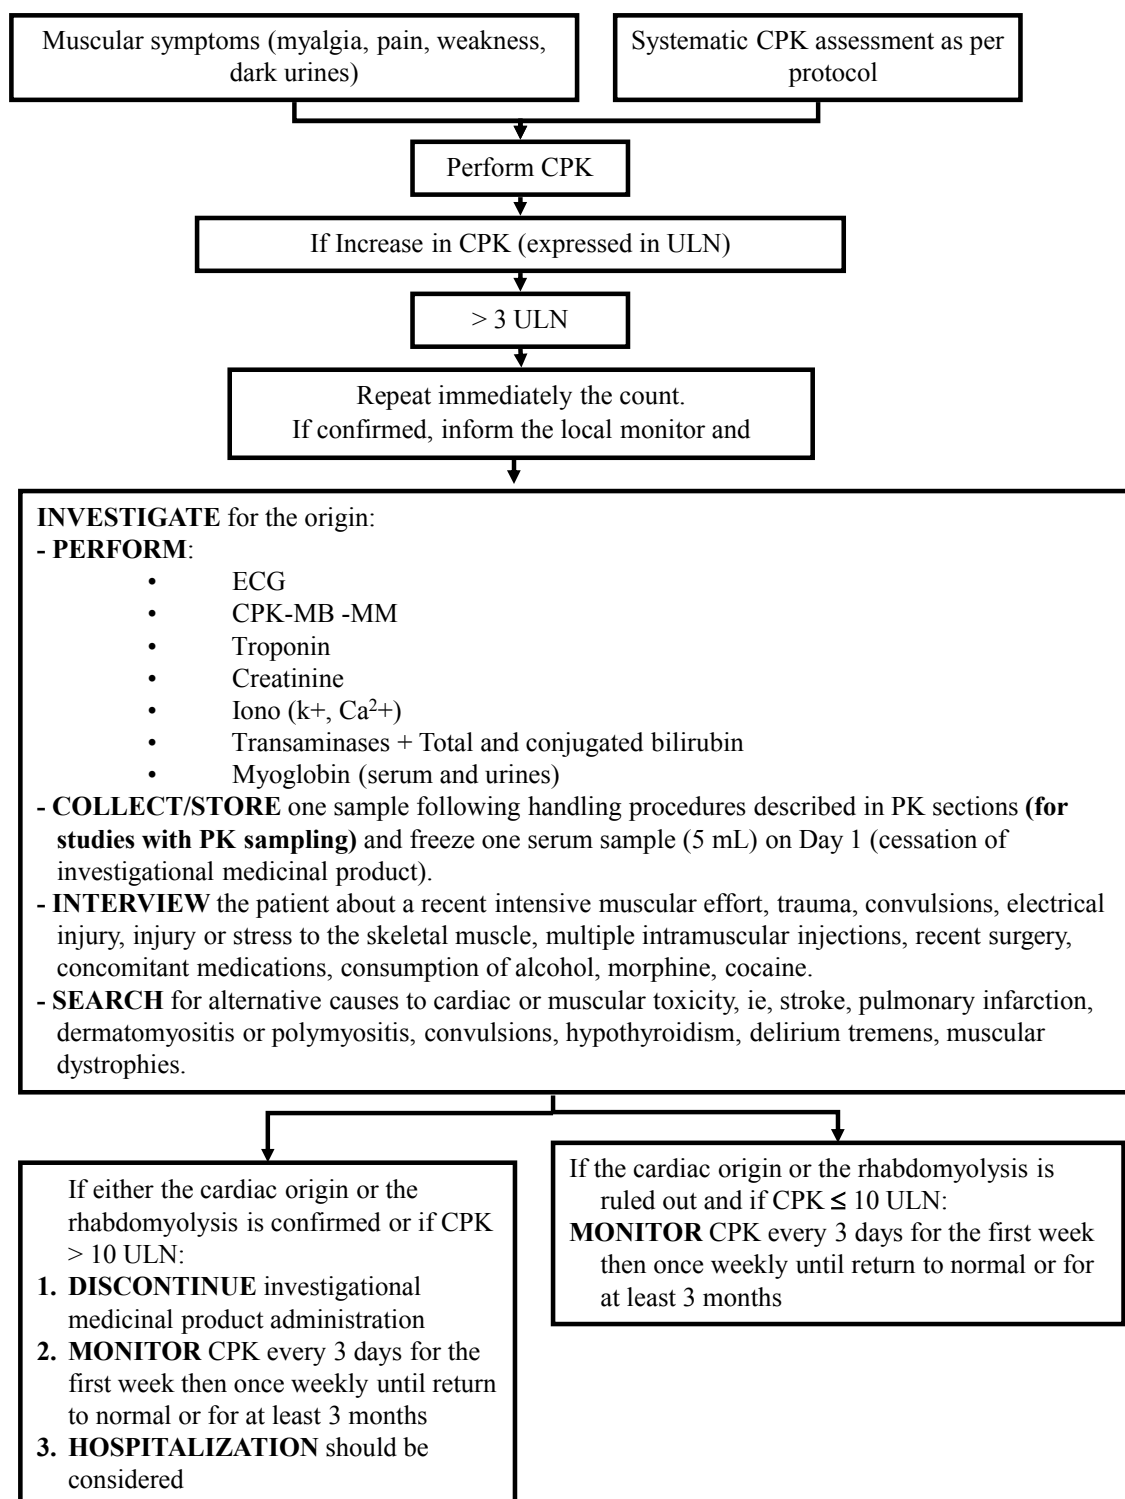 Muscular symptoms (myalgia, pain, weakness,
dark urines)
Systematic CPK assessment as per
protocol
Perform CPK
If Increase in CPK (expressed in ULN)
> 3 ULN
Repeat immediately the count.
If confirmed, inform the local monitor and
INVESTIGATE for the origin:
- PERFORM:
• ECG
• CPK-MB -MM
• Troponin
• Creatinine
• Iono (k+, Ca²+)
• Transaminases + Total and conjugated bilirubin
• Myoglobin (serum and urines)
- COLLECT/STORE one sample following handling procedures described in PK sections (for
studies with PK sampling) and freeze one serum sample (5 mL) on Day 1 (cessation of
investigational medicinal product).
- INTERVIEW the patient about a recent intensive muscular effort, trauma, convulsions, electrical
injury, injury or stress to the skeletal muscle, multiple intramuscular injections, recent surgery,
concomitant medications, consumption of alcohol, morphine, cocaine.
- SEARCH for alternative causes to cardiac or muscular toxicity, ie, stroke, pulmonary infarction,
dermatomyositis or polymyositis, convulsions, hypothyroidism, delirium tremens, muscular
dystrophies.
If either the cardiac origin or the
rhabdomyolysis is confirmed or if CPK
> 10 ULN:
1. DISCONTINUE investigational
medicinal product administration
2. MONITOR CPK every 3 days for the
first week then once weekly until return
to normal or for at least 3 months
3. HOSPITALIZATION should be
considered
If the cardiac origin or the rhabdomyolysis is
ruled out and if CPK ≤ 10 ULN:
MONITOR CPK every 3 days for the first week
then once weekly until return to normal or for
at least 3 months